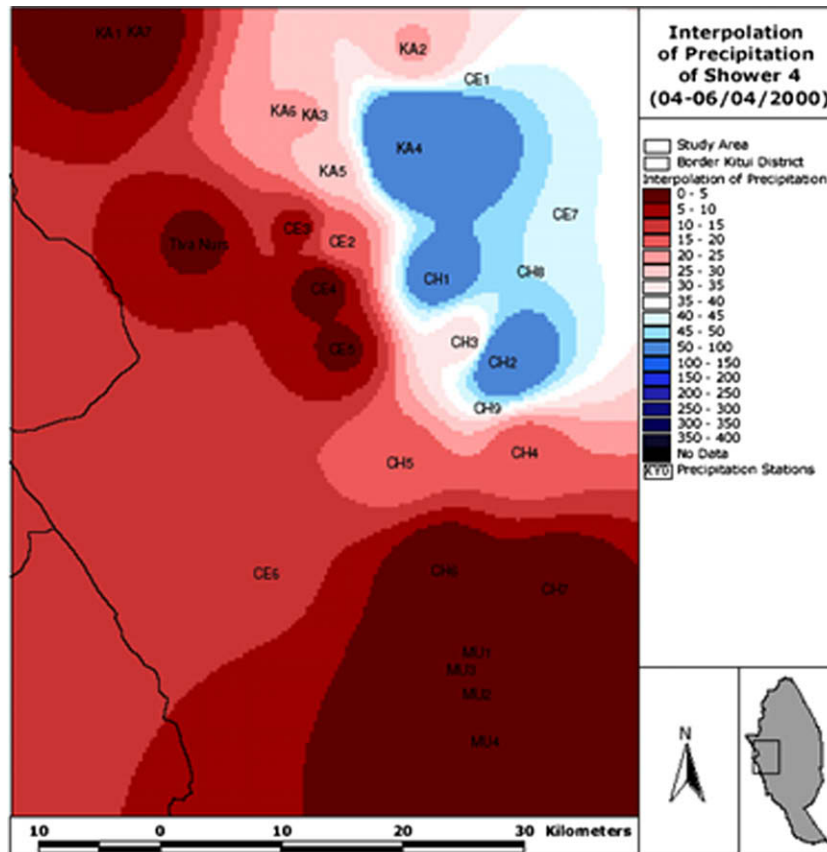 Interpolation
of Precipitation
of Shower 4
(04-06/04/2000)
Study Area
Border Kitui District
Interpolation of Precipitation
0 - 5
5 - 10
10 - 15
15 - 20
20 - 25
25 - 30
30 - 35
35 - 40
40 - 45
45 - 50
50 - 100
100 - 150
150 - 200
200 - 250
250 - 300
300 - 350
350 - 400
No Data
Precipitation Stations
KA1 KA7
KA2
CE1
KA6 KA3
KA4
KA5
CE7
CE3
CE2
Tiva Nurs
CH8
CH1
CE4
CH3
CE5
CH2
CH9
CH4
CH5
CE6
CH6
MU1
MU3
MU2
MU4
N
10 0 10 20 30 Kilometers